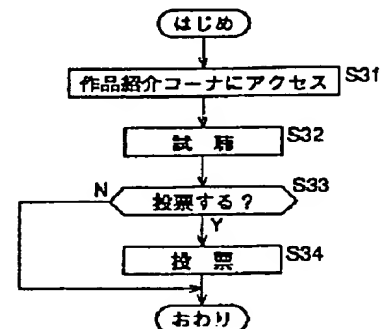 はじめ
作品紹介コーナにアクセス S31
試聴 S32
投票する? S33
N
Y
投票 S34
おわり